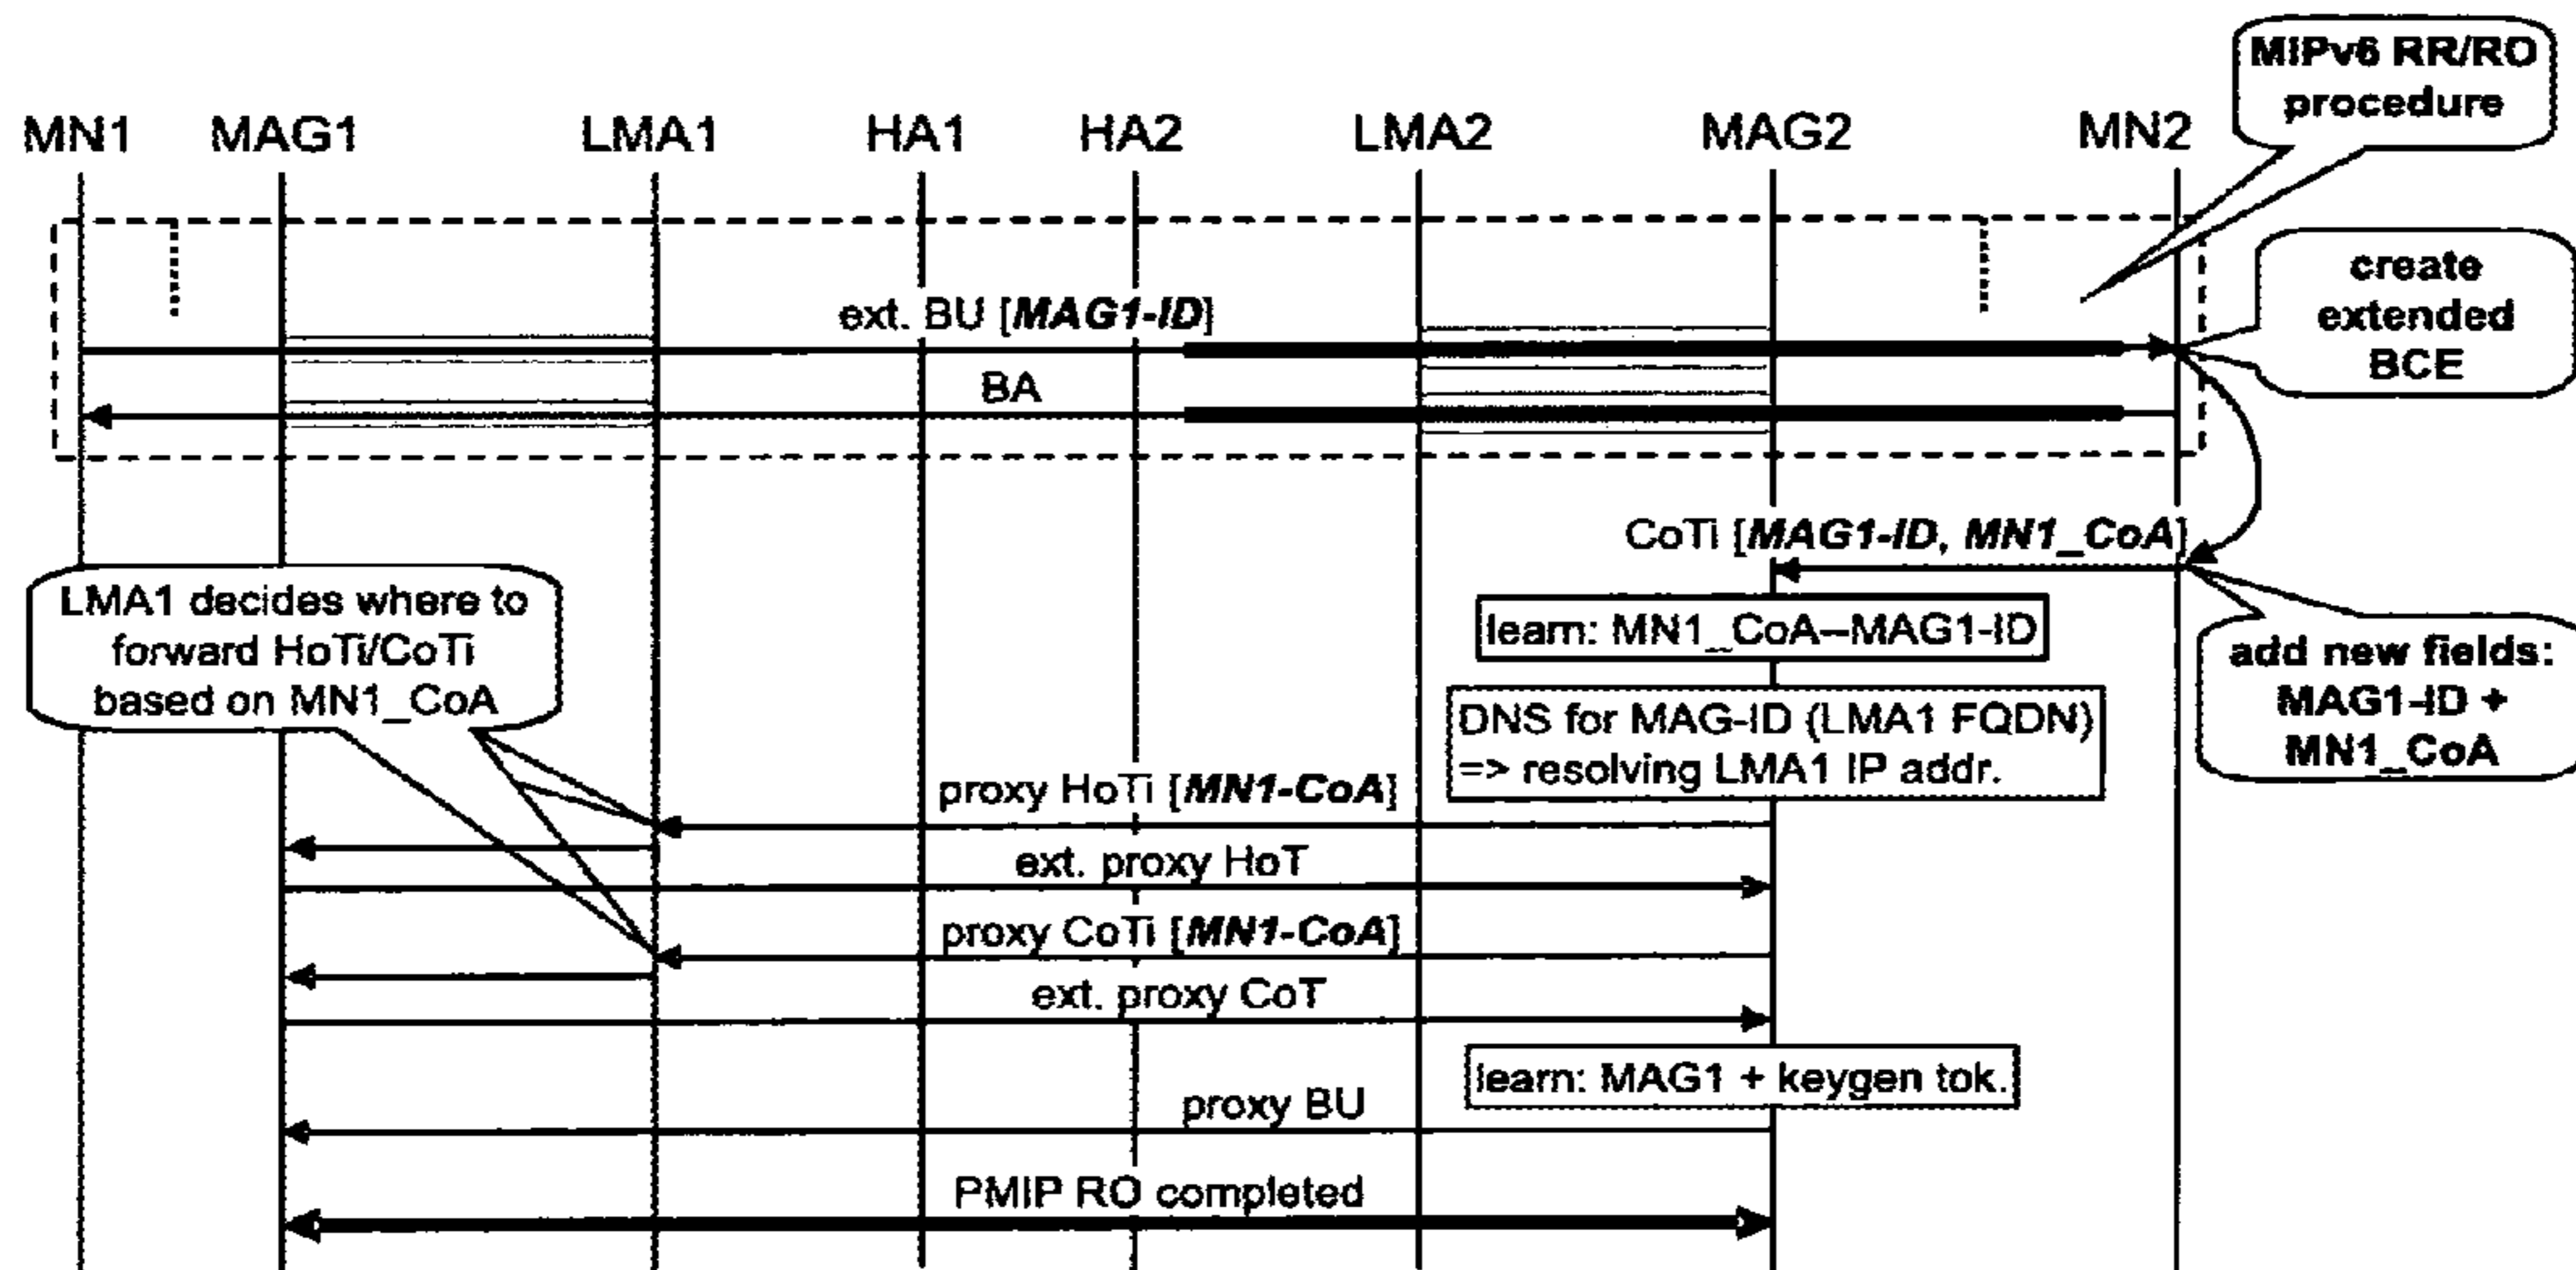 MIPv6 RR/RO
procedure
MN1 MAG1 LMA1 HA1 HA2 LMA2 MAG2 MN2
create
extended
BCE
ext. BU [MAG1-ID]
BA
CoTi [MAG1-ID, MN1_CoA]
LMA1 decides where to
forward HoTi/CoTi
based on MN1_CoA
learn: MN1_CoA–MAG1-ID
add new fields:
MAG1-ID +
MN1_CoA
DNS for MAG-ID (LMA1 FQDN)
=> resolving LMA1 IP addr.
proxy HoTi [MN1-CoA]
ext. proxy HoT
proxy CoTi [MN1-CoA]
ext. proxy CoT
learn: MAG1 + keygen tok.
proxy BU
PMIP RO completed